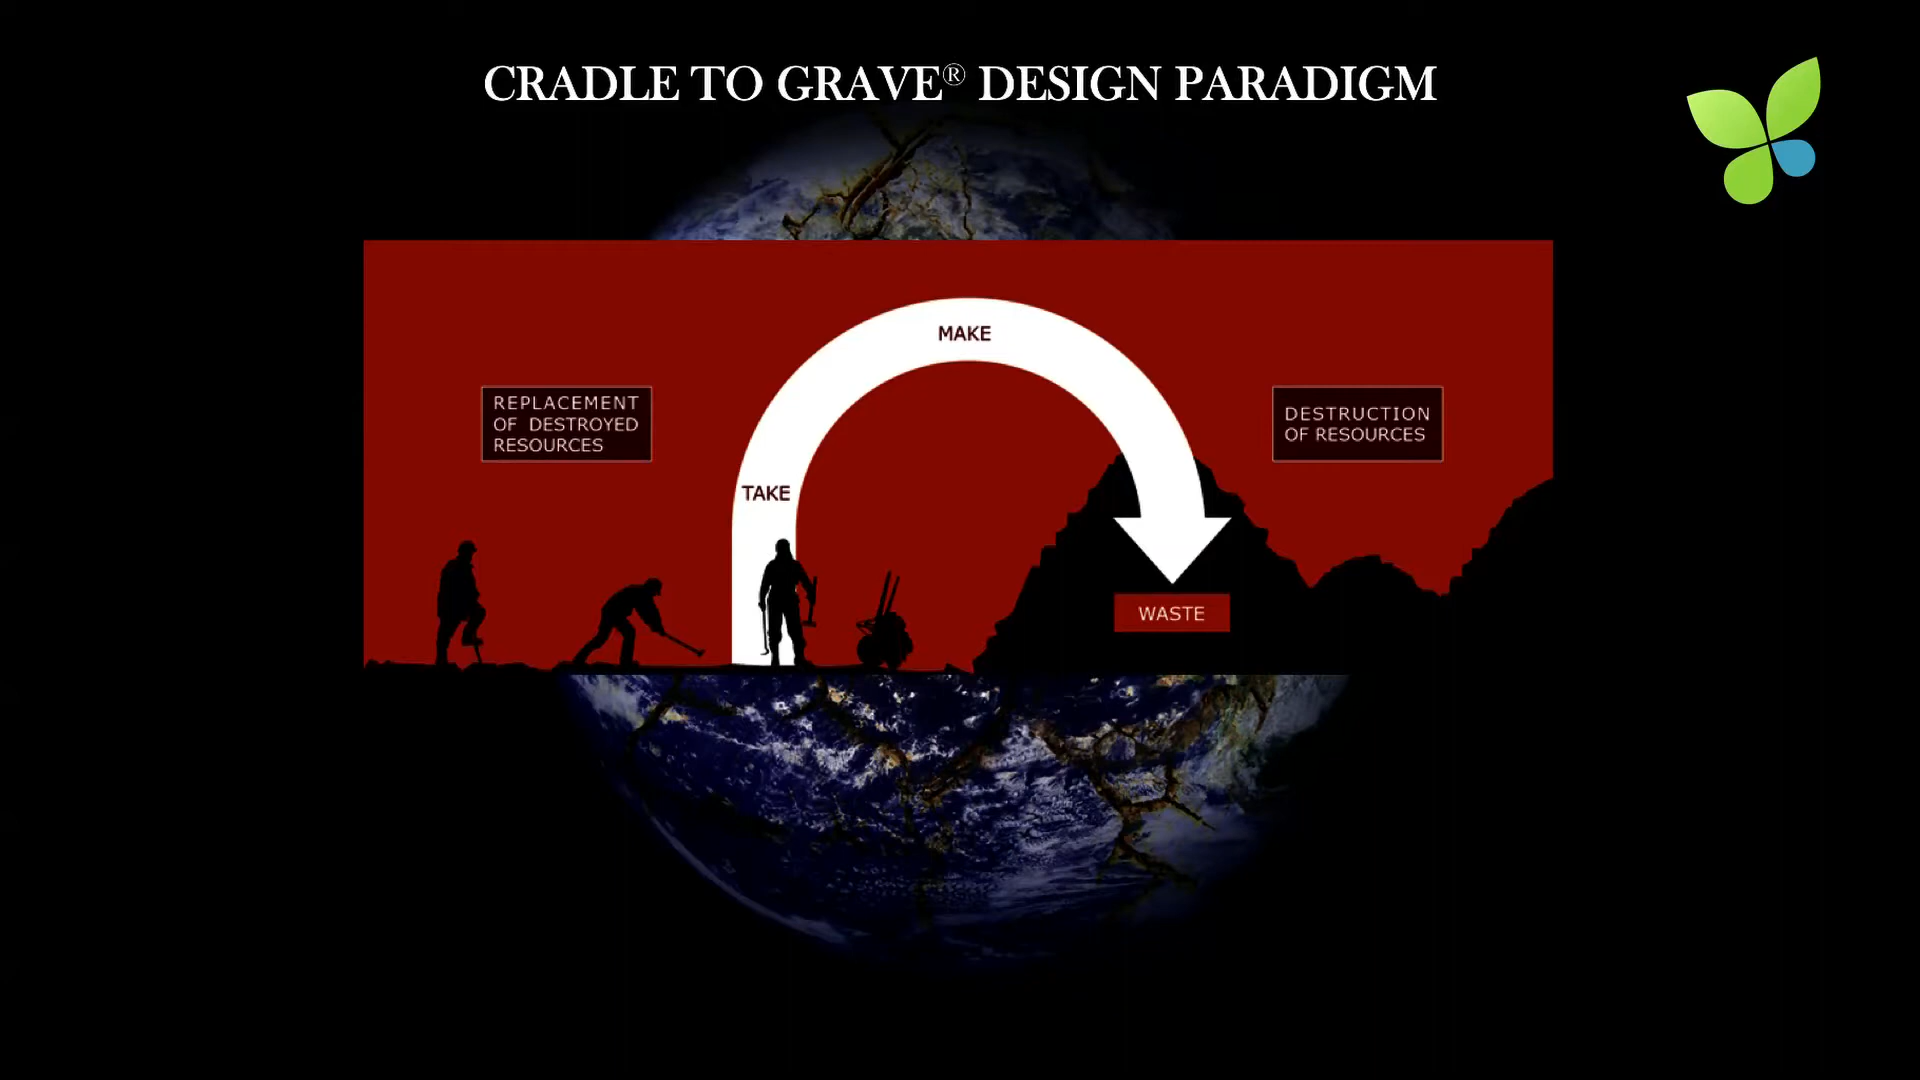 CRADLE TO GRAVE® DESIGN PARADIGM
MAKE
REPLACEMENT
OF DESTROYED
RESOURCES
DESTRUCTION
OF RESOURCES
TAKE
WASTE